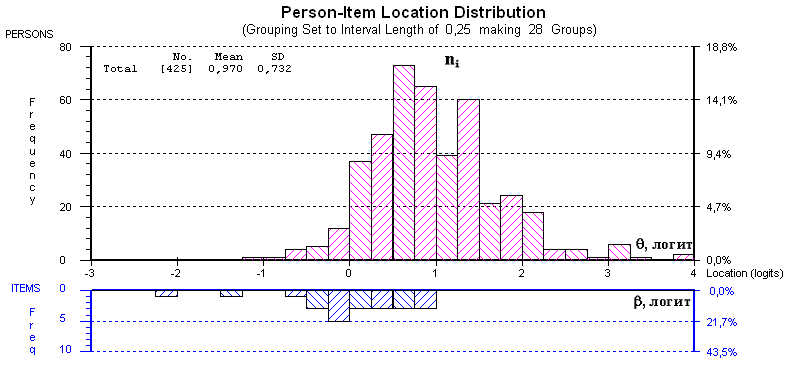 Person-Item Location Distribution
(Grouping Set to Interval Length of 0,25 making 28 Groups)
PERSONS
No. Mean SD
Total [425] 0,970 0,732
nᵢ
Frequency
80 60 40 20 0
18,8% 14,1% 9,4% 4,7% 0,0%
θ, логит
-3 -2 -1 0 1 2 3 4 Location (logits)
ITEMS
Freq
0 5 10
0,0% 21,7% 43,5%
β, логит